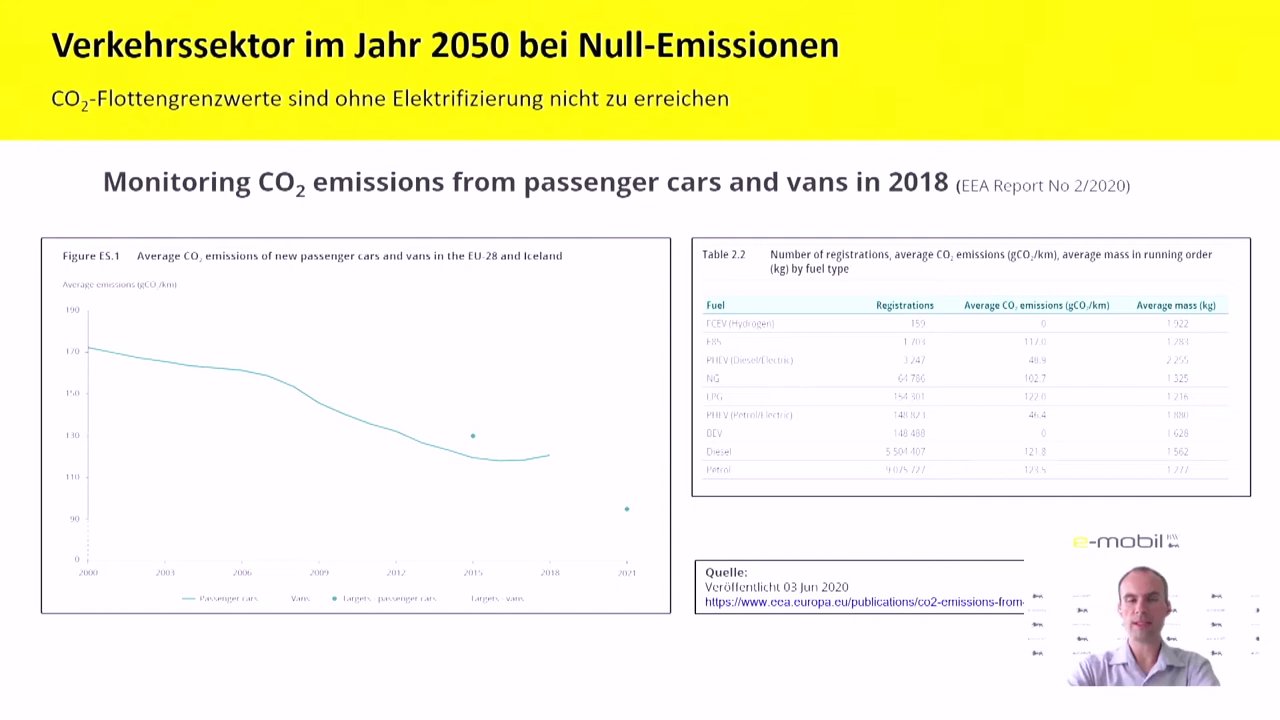 Verkehrssektor im Jahr 2050 bei Null-Emissionen
CO₂-Flottengrenzwerte sind ohne Elektrifizierung nicht zu erreichen
Monitoring CO₂ emissions from passenger cars and vans in 2018 (EEA Report No 2/2020)
Figure ES.1 Average CO₂ emissions of new passenger cars and vans in the EU-28 and Iceland
Average emissions (gCO₂/km)
190
170
150
130
110
90
0
2000 2003 2006 2009 2012 2015 2018 2021
Passenger cars Vans Targets passenger cars Targets vans
Table 2.2 Number of registrations, average CO₂ emissions (gCO₂/km), average mass in running order
(kg) by fuel type
Fuel Registrations Average CO₂ emissions (gCO₂/km) Average mass (kg)
FCEV (Hydrogen) 159 0 1 922
E85 1 703 117.0 1 283
PHEV (Diesel/Electric) 3 247 48.9 2 255
NG 64 786 102.7 1 325
LPG 154 301 122.0 1 216
PHEV (Petrol/Electric) 148 823 46.4 1 880
BEV 148 488 0 1 628
Diesel 5 504 407 121.8 1 562
Petrol 9 075 727 123.5 1 277
e-mobil BW
Quelle:
Veröffentlicht 03 Jun 2020
https://www.eea.europa.eu/publications/co2-emissions-from-